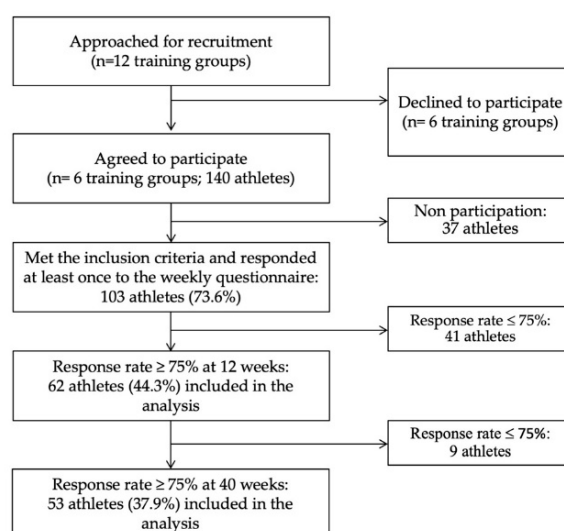 Approached for recruitment
(n=12 training groups)
Declined to participate
(n= 6 training groups)
Agreed to participate
(n= 6 training groups; 140 athletes)
Non participation:
37 athletes
Met the inclusion criteria and responded
at least once to the weekly questionnaire:
103 athletes (73.6%)
Response rate ≤ 75%:
41 athletes
Response rate ≥ 75% at 12 weeks:
62 athletes (44.3%) included in the
analysis
Response rate ≤ 75%:
9 athletes
Response rate ≥ 75% at 40 weeks:
53 athletes (37.9%) included in the
analysis